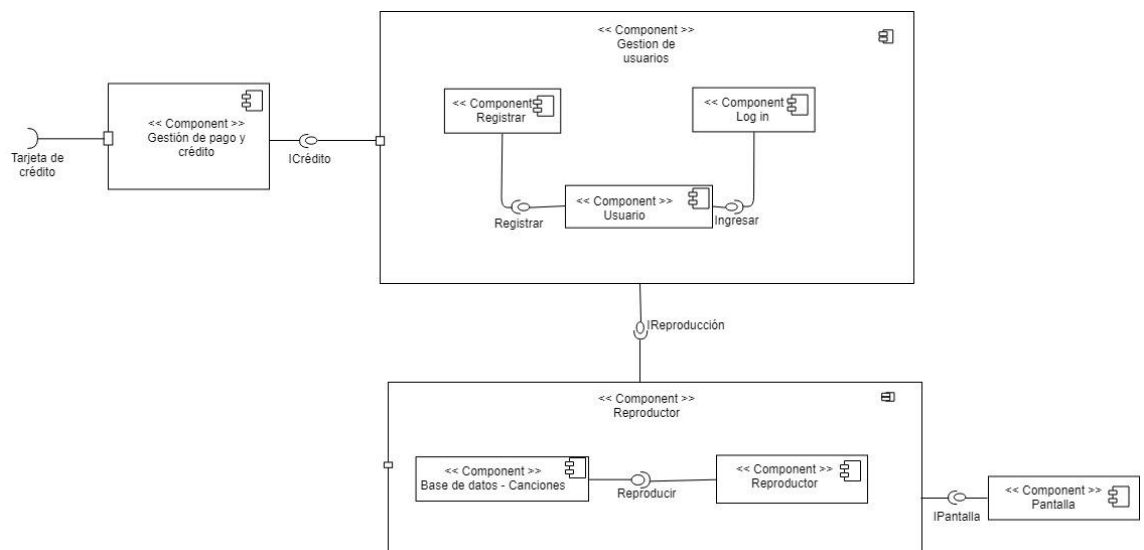 << Component >>
Gestion de
usuarios
<< Component >>
Gestión de pago y
crédito
Tarjeta de
crédito
ICrédito
<< Component
Registrar
<< Component
Log in
<< Component >>
Usuario
Registrar
Ingresar
IReproducción
<< Component >>
Reproductor
<< Component >>
Base de datos - Canciones
Reproducir
<< Component >>
Reproductor
IPantalla
<< Component >>
Pantalla